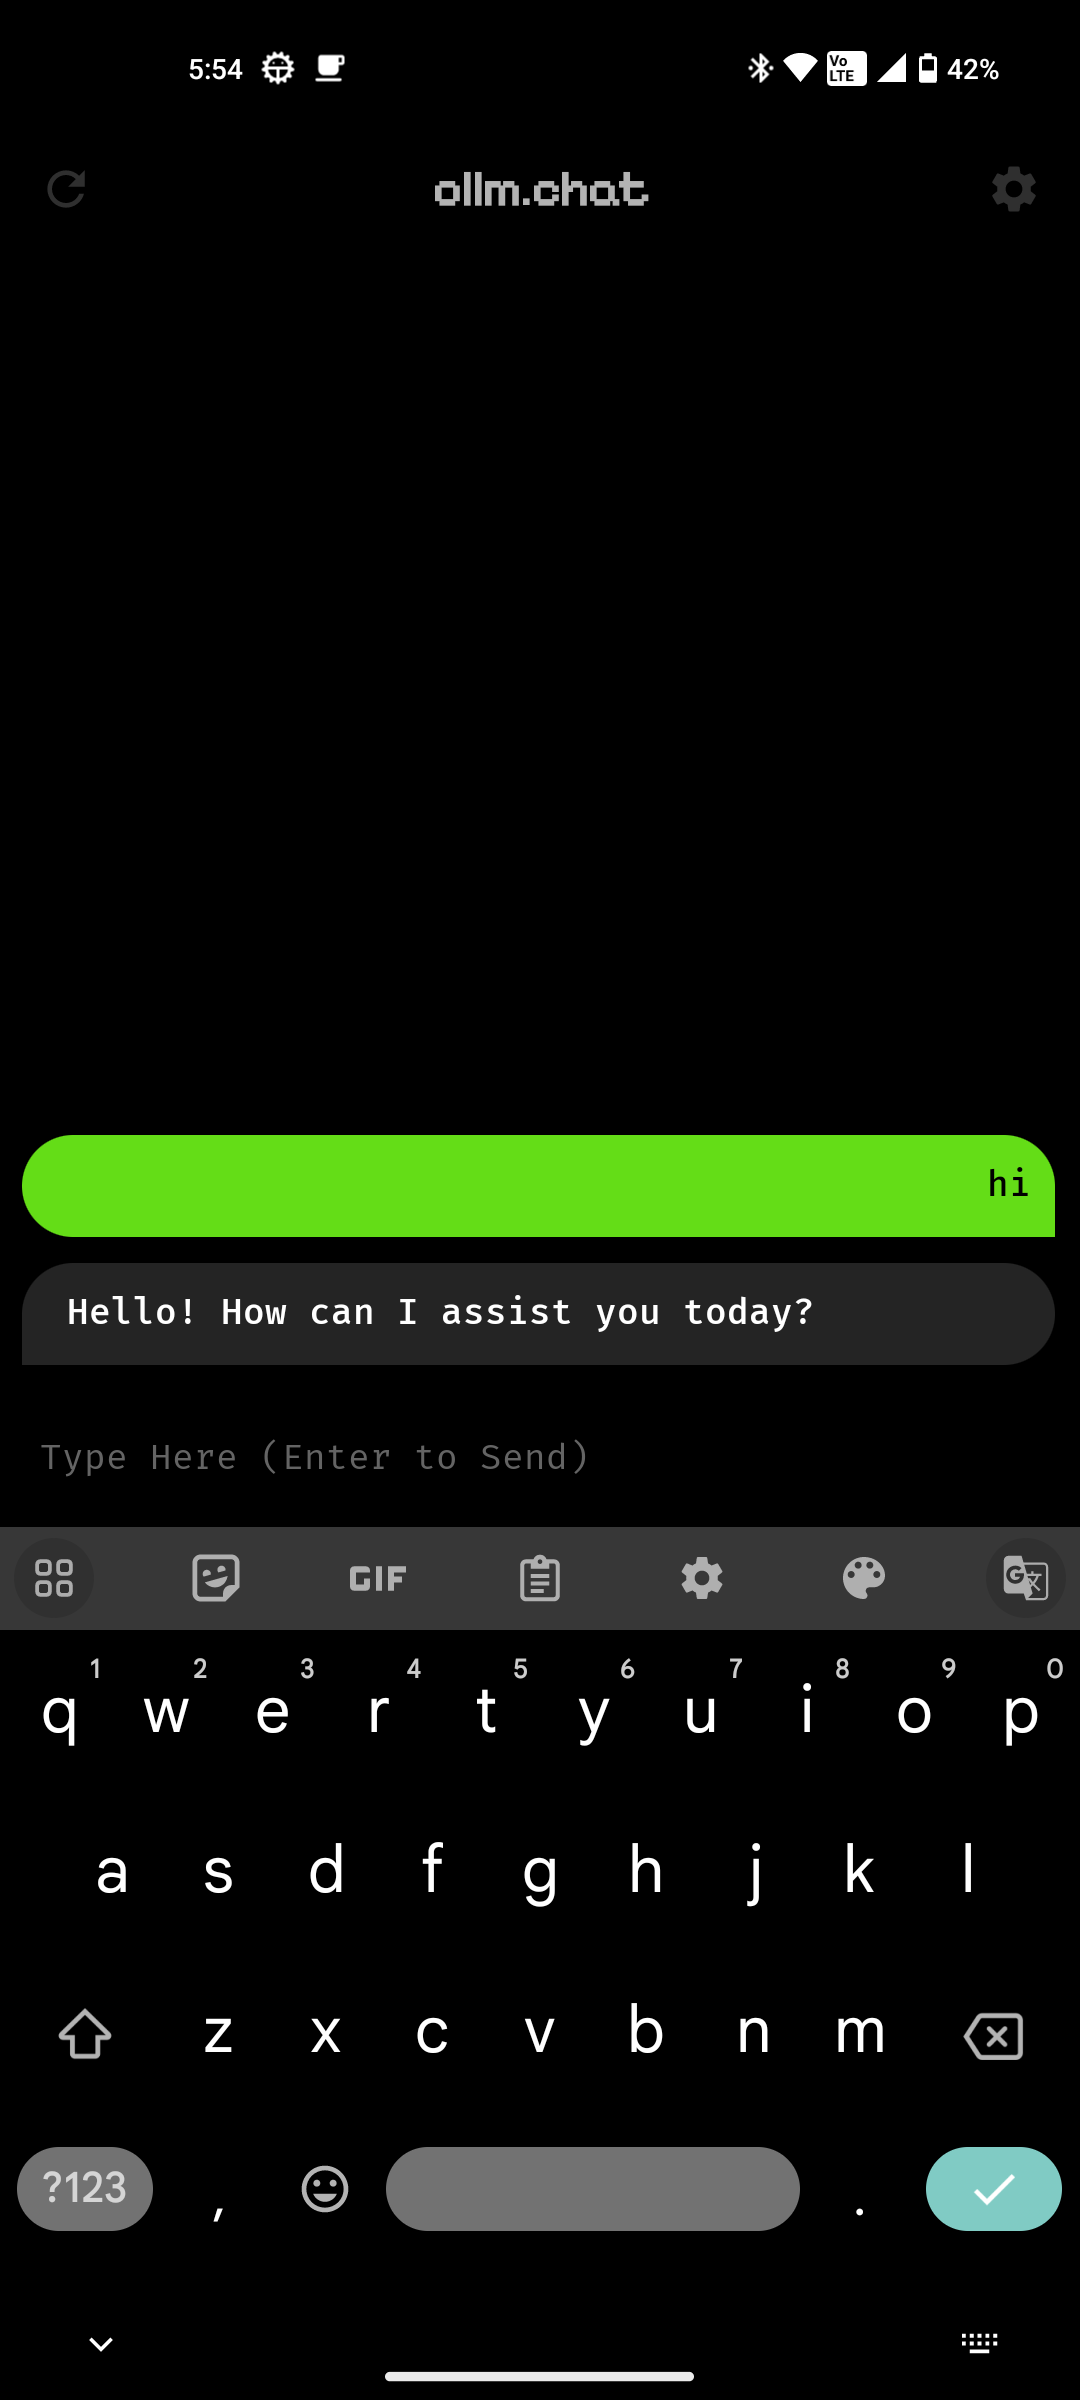 5:54 Vo LTE 42%
ollm.chat
hi
Hello! How can I assist you today?
Type Here (Enter to Send)
GIF G 文
1 2 3 4 5 6 7 8 9 0
q w e r t y u i o p
a s d f g h j k l
z x c v b n m
?123 , .